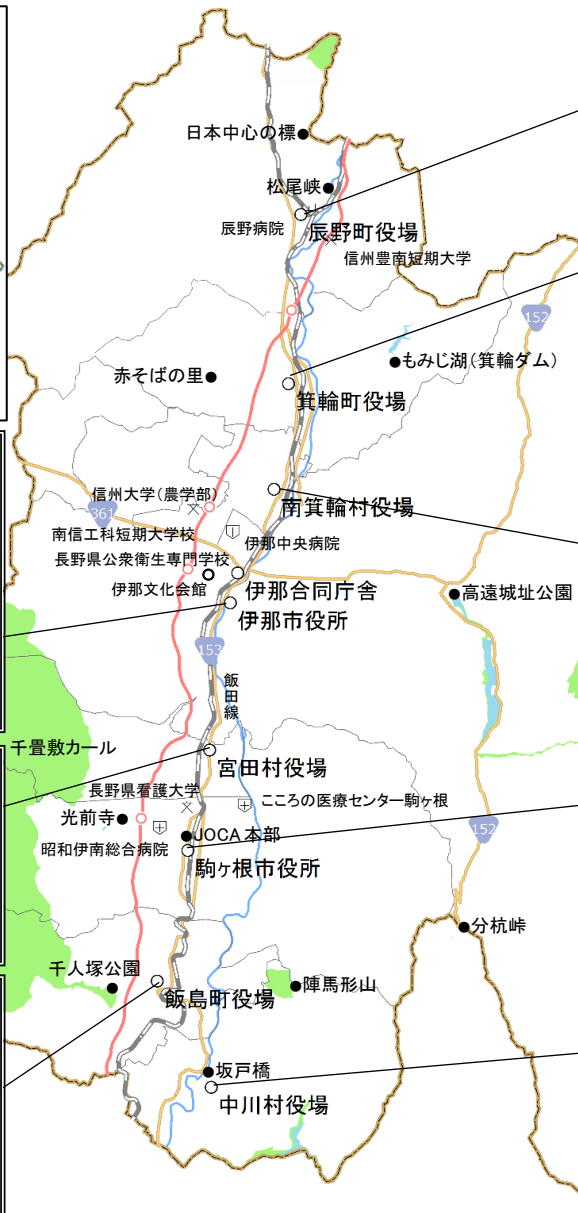 日本中心の標
松尾峡
辰野病院
辰野町役場
信州豊南短期大学
152
もみじ湖(箕輪ダム)
赤そばの里
箕輪町役場
信州大学(農学部)
南箕輪村役場
361
南信工科短期大学校
伊那中央病院
長野県公衆衛生専門学校
伊那文化会館
伊那合同庁舎
高遠城址公園
伊那市役所
153
飯田線
千畳敷カール
宮田村役場
長野県看護大学
こころの医療センター駒ヶ根
光前寺
152
昭和伊南総合病院
JOCA本部
駒ヶ根市役所
分杭峠
千人塚公園
陣馬形山
飯島町役場
坂戸橋
中川村役場